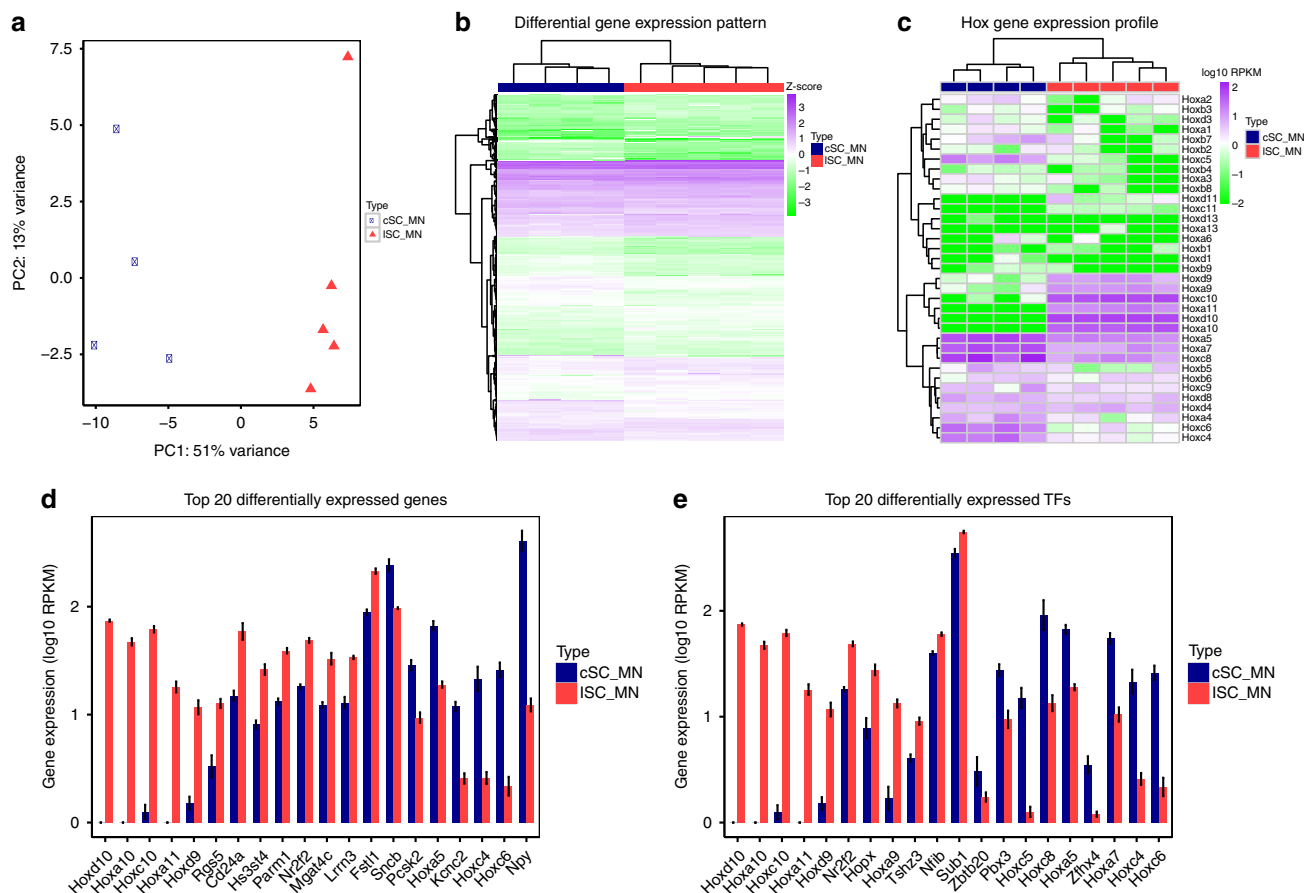 a
7.5
5.0
2.5
0.0
−2.5
−10
−5
0
5
PC2: 13% variance
PC1: 51% variance
Type
cSC_MN
lSC_MN
b
Differential gene expression pattern
Z-score
3
2
1
0
−1
−2
−3
Type
cSC_MN
lSC_MN
c
Hox gene expression profile
log10 RPKM
2
1
0
−1
−2
Type
cSC_MN
lSC_MN
Hoxa2
Hoxb3
Hoxd3
Hoxa1
Hoxb7
Hoxb2
Hoxc5
Hoxb4
Hoxa3
Hoxb8
Hoxd11
Hoxc11
Hoxd13
Hoxa13
Hoxa6
Hoxb1
Hoxd1
Hoxb9
Hoxd9
Hoxa9
Hoxc10
Hoxa11
Hoxd10
Hoxa10
Hoxa5
Hoxa7
Hoxc8
Hoxb5
Hoxb6
Hoxc9
Hoxd8
Hoxd4
Hoxa4
Hoxc6
Hoxc4
d
Top 20 differentially expressed genes
Gene expression (log10 RPKM)
2
1
0
Hoxd10
Hoxa10
Hoxc10
Hoxa11
Hoxd9
Rgs5
Cd24a
Hs3st4
Parm1
Nr2f2
Mgat4c
Lrrn3
Fstl1
Sncb
Pcsk2
Hoxa5
Kcnc2
Hoxc4
Hoxc6
Npy
Type
cSC_MN
lSC_MN
e
Top 20 differentially expressed TFs
Gene expression (log10 RPKM)
2
1
0
Hoxd10
Hoxa10
Hoxc10
Hoxa11
Hoxd9
Nr2f2
Hopx
Hoxa9
Tshz3
Nfib
Sub1
Zbtb20
Pbx3
Hoxc5
Hoxc8
Hoxa5
Zfhx4
Hoxa7
Hoxc4
Hoxc6
Type
cSC_MN
lSC_MN